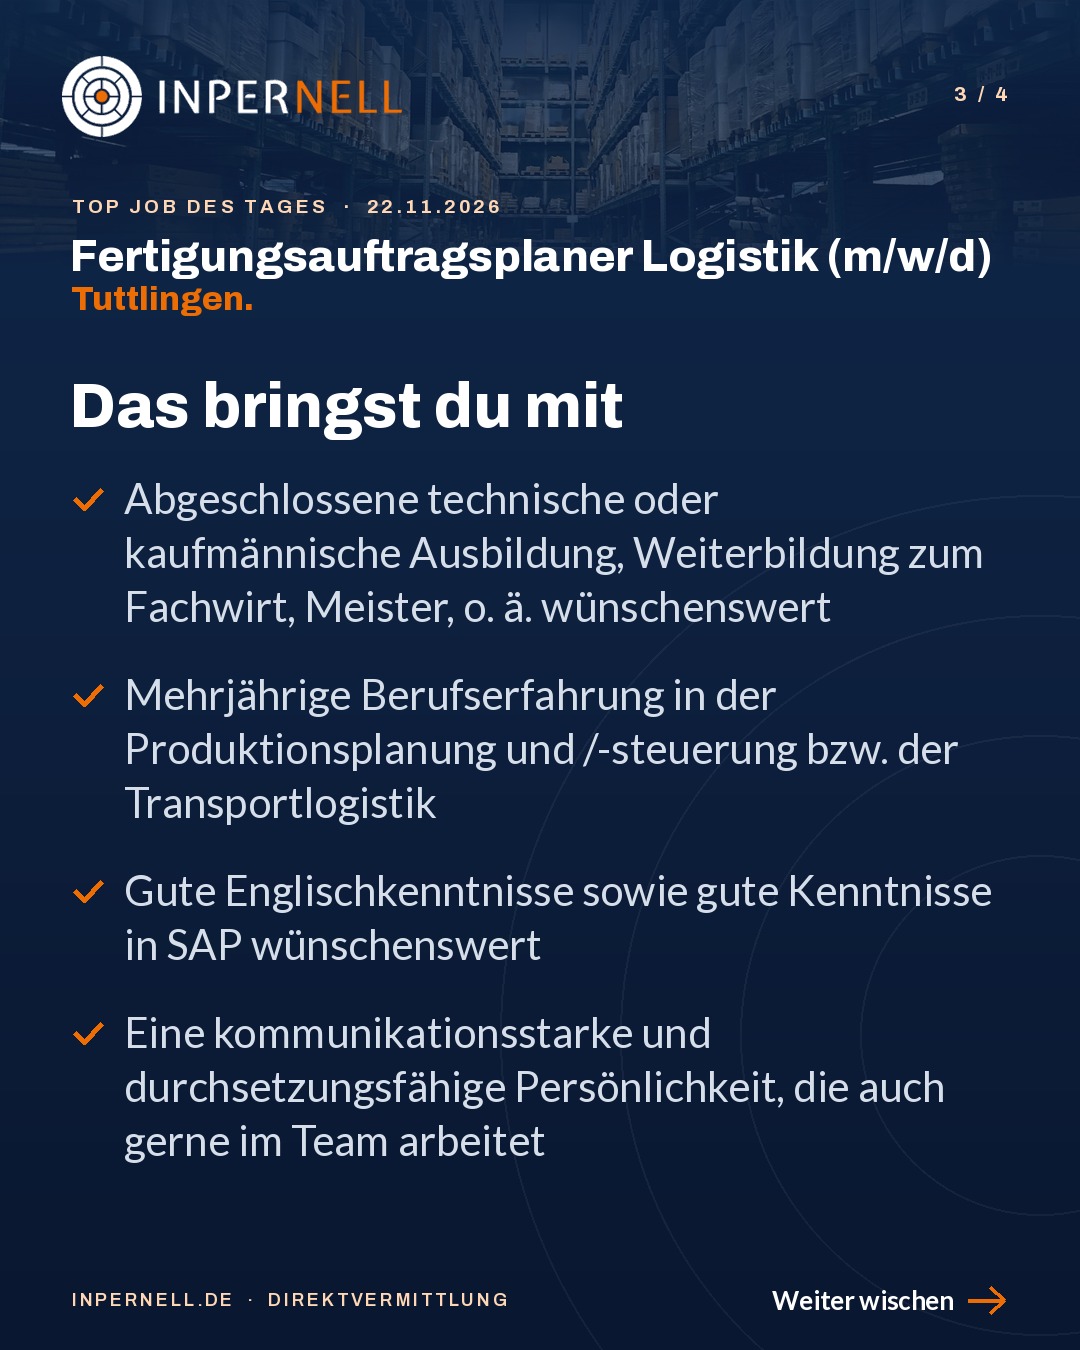 INPERNELL
3 / 4
TOP JOB DES TAGES · 22.11.2026
Fertigungsauftragsplaner Logistik (m/w/d)
Tuttlingen.
Das bringst du mit
Abgeschlossene technische oder
kaufmännische Ausbildung, Weiterbildung zum
Fachwirt, Meister, o. ä. wünschenswert
Mehrjährige Berufserfahrung in der
Produktionsplanung und /-steuerung bzw. der
Transportlogistik
Gute Englischkenntnisse sowie gute Kenntnisse
in SAP wünschenswert
Eine kommunikationsstarke und
durchsetzungsfähige Persönlichkeit, die auch
gerne im Team arbeitet
INPERNELL.DE · DIREKTVERMITTLUNG
Weiter wischen